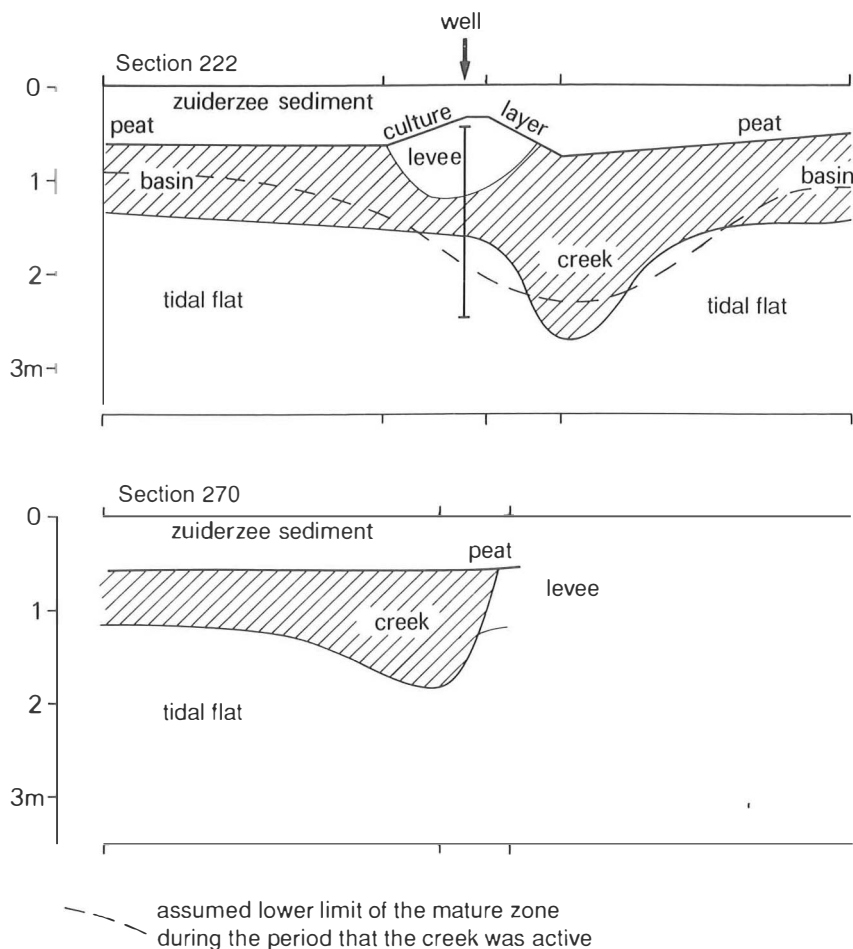 well
Section 222
0
zuiderzee sediment
peat
culture layer
peat
levee
1
basin
basin
creek
2
tidal flat
tidal flat
3m
Section 270
0
zuiderzee sediment
peat
levee
1
creek
tidal flat
2
3m
assumed lower limit of the mature zone
during the period that the creek was active